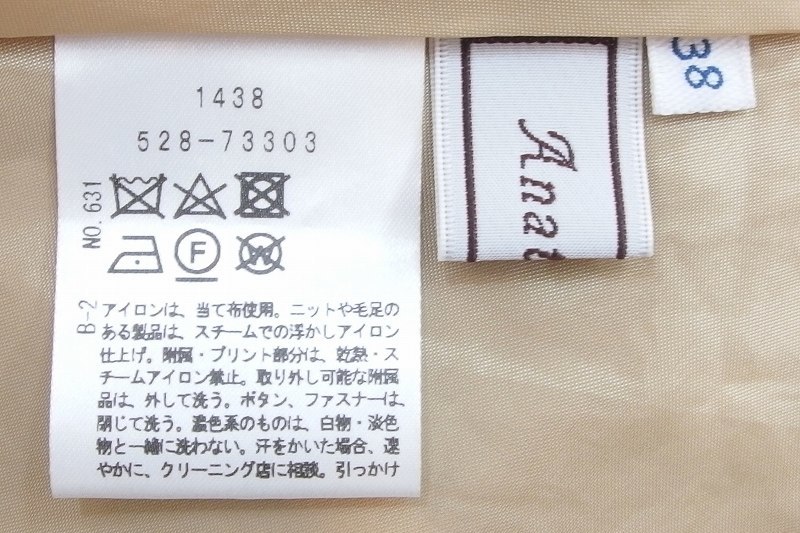 1438
528-73303
NO.631
F
W
B-2
アイロンは、当て布使用。ニットや毛足の
ある製品は、スチームでの浮かしアイロン
仕上げ。附属・プリント部分は、乾熱・ス
チームアイロン禁止。取り外し可能な附属
品は、外して洗う。ボタン、ファスナーは、
閉じて洗う。濃色系のものは、白物・淡色
物と一緒に洗わない。汗をかいた場合、速
やかに、クリーニング店に相談。引っかけ
Anat
38